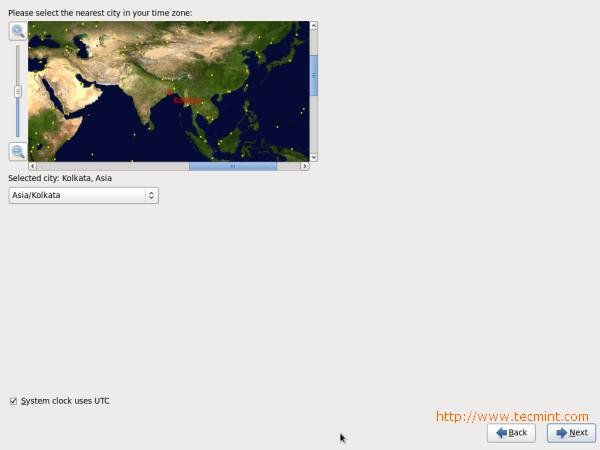 Please select the nearest city in your time zone:
Kolkata
Selected city: Kolkata, Asia
Asia/Kolkata
System clock uses UTC
http://www.tecmint.com
Back
Next